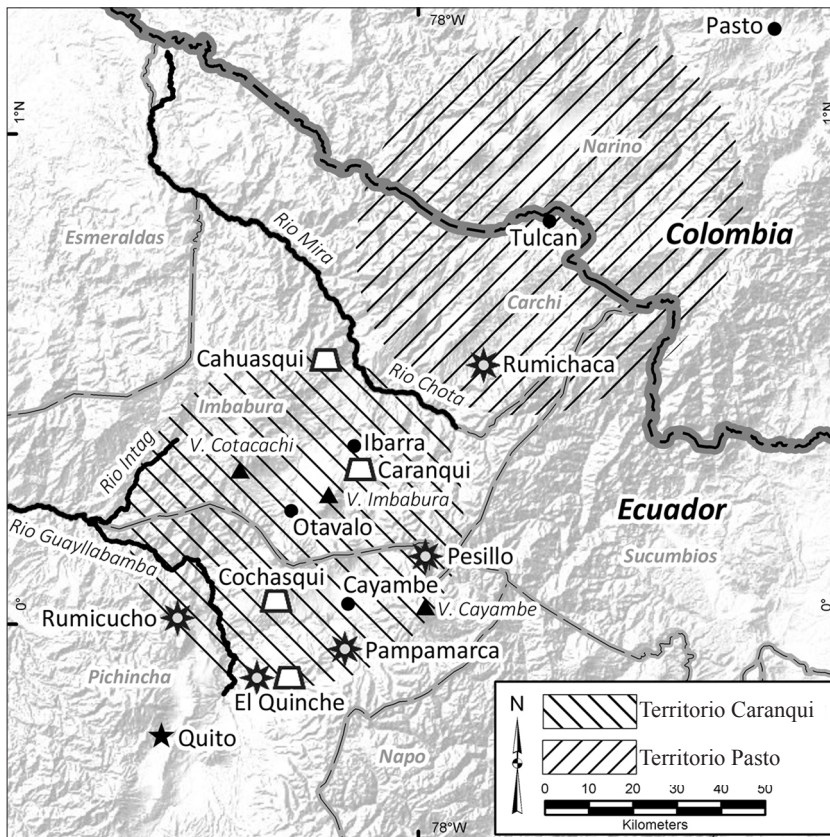 78°W
Pasto
1°N
1°N
Narino
Esmeraldas
Rio Mira
Tulcan
Colombia
Carchi
Cahuasqui
Rio Chota
Rumichaca
Imbabura
Ibarra
V. Cotacachi
Rio Intag
Caranqui
V. Imbabura
Otavalo
Ecuador
Rio Guayllabamba
Pesillo
Sucumbios
Cochasqui
Cayambe
0°
0°
V. Cayambe
Rumicucho
Pampamarca
Pichincha
El Quinche
Quito
Napo
N
Territorio Caranqui
Territorio Pasto
0 10 20 30 40 50
Kilometers
78°W